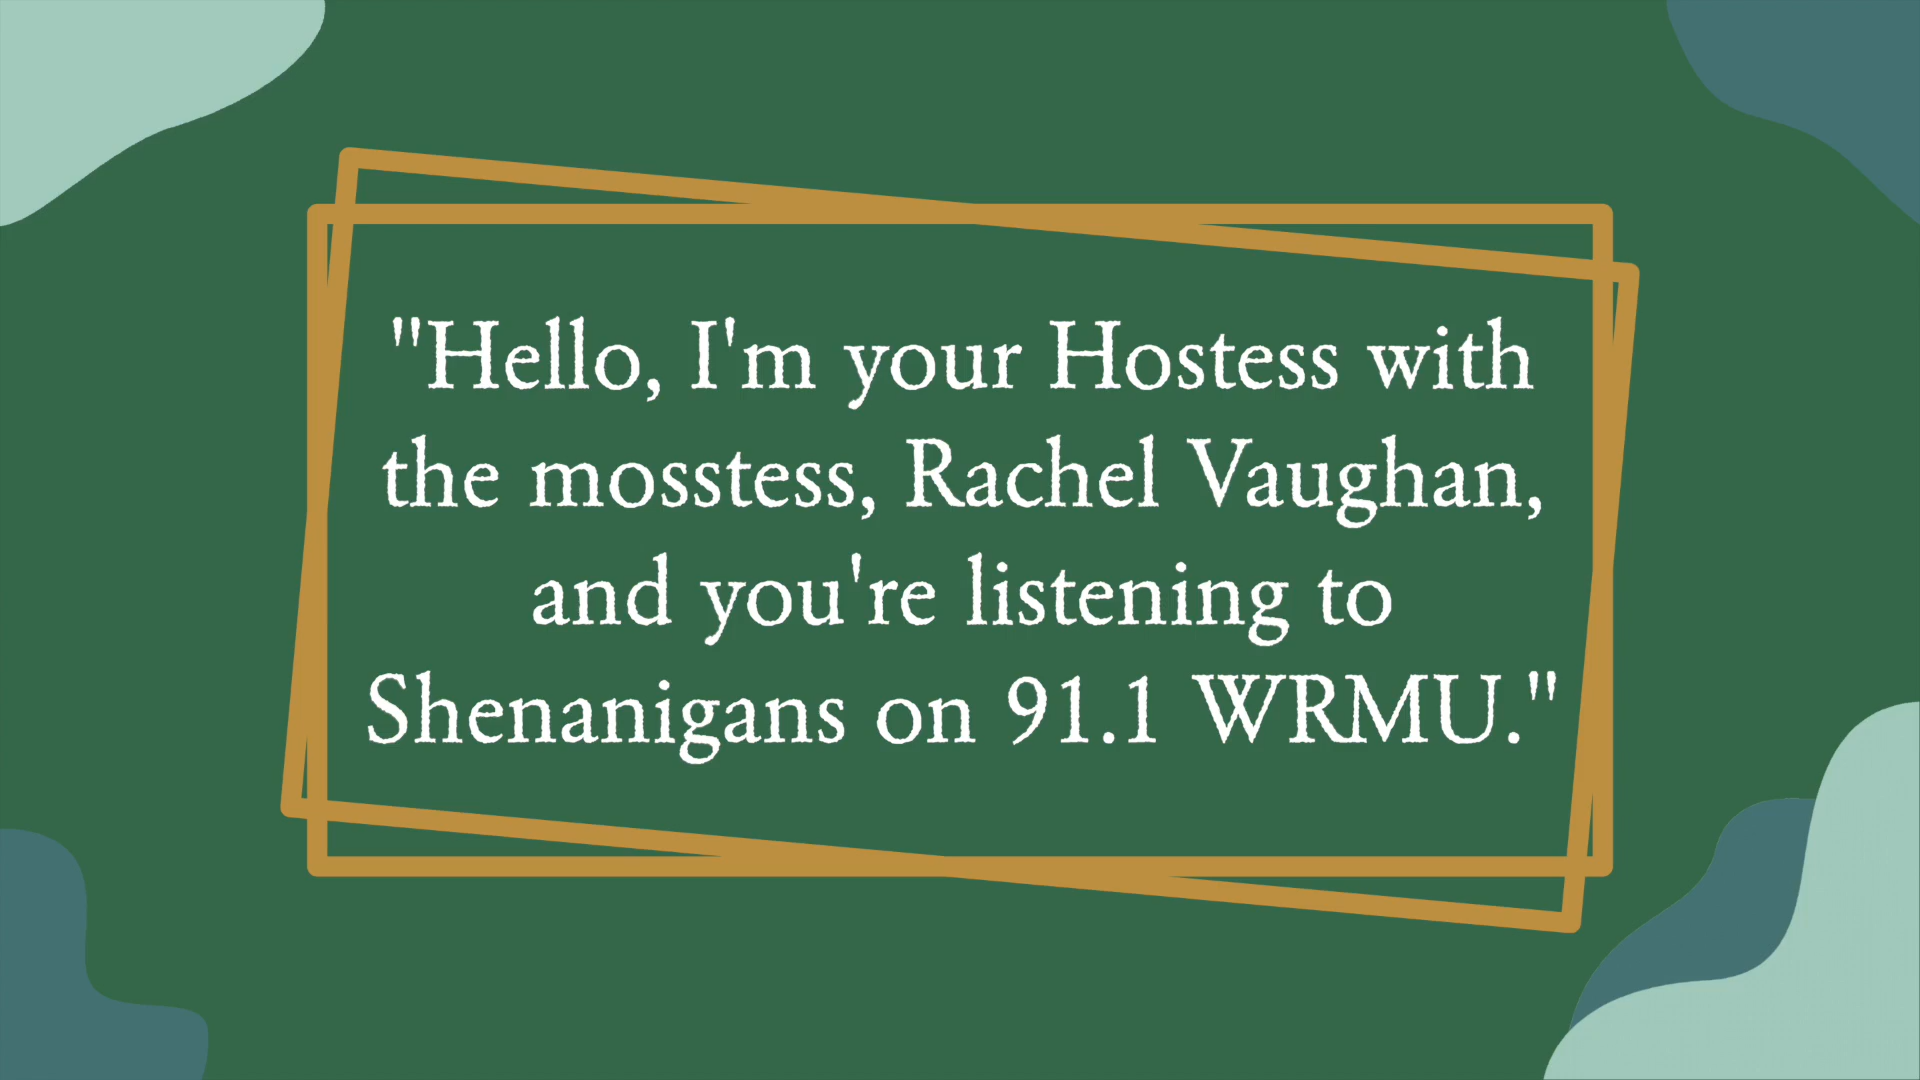 "Hello, I'm your Hostess with
the mosstess, Rachel Vaughan,
and you're listening to
Shenanigans on 91.1 WRMU."